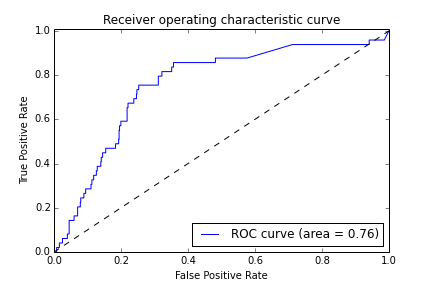 Receiver operating characteristic curve
1.0
0.8
0.6
0.4
0.2
0.0
True Positive Rate
ROC curve (area = 0.76)
0.0 0.2 0.4 0.6 0.8 1.0
False Positive Rate